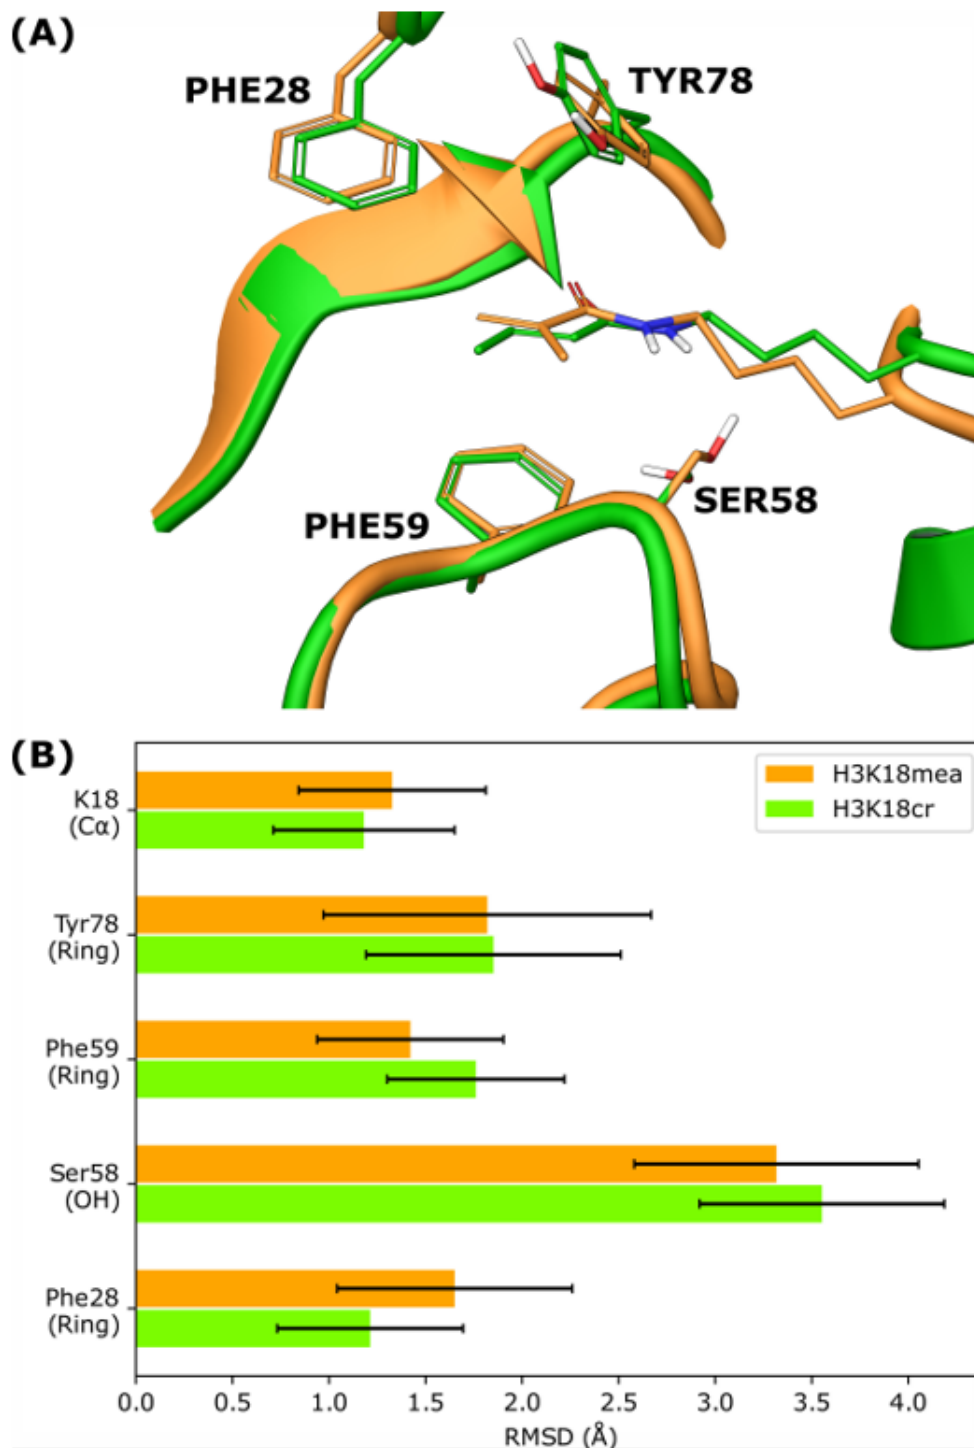 (A)
PHE28
TYR78
PHE59
SER58
(B)
H3K18mea
H3K18cr
K18
(Cα)
Tyr78
(Ring)
Phe59
(Ring)
Ser58
(OH)
Phe28
(Ring)
0.0 0.5 1.0 1.5 2.0 2.5 3.0 3.5 4.0
RMSD (Å)